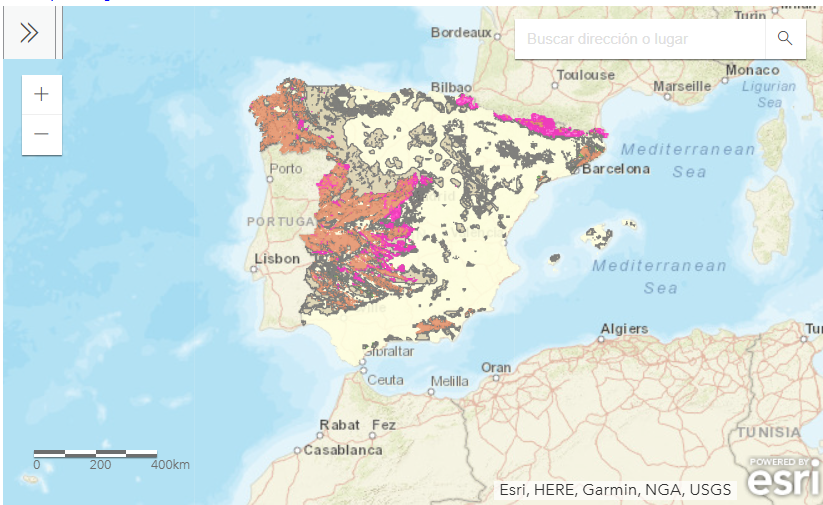 Turin
Milan
Bordeaux
Buscar dirección o lugar
Toulouse
Monaco
Bilbao
Marseille
Ligurian
Sea
Mediterranean
Sea
Porto
Barcelona
PORTUGA
Lisbon
Mediterranean
Sea
Algiers
Tu
Gibraltar
Oran
Ceuta
Melilla
Rabat
Fez
TUNISIA
Casablanca
0
200
400km
POWERED BY
esri
Esri, HERE, Garmin, NGA, USGS